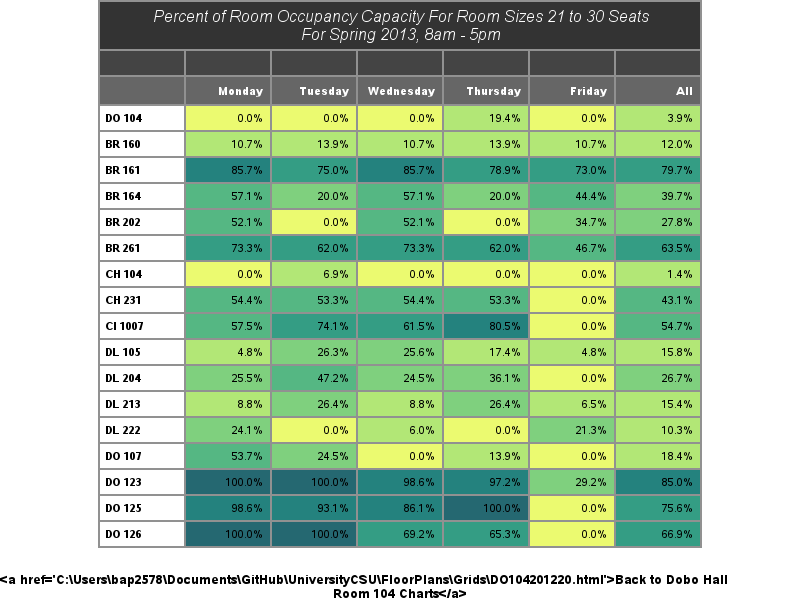 Percent of Room Occupancy Capacity For Room Sizes 21 to 30 Seats
For Spring 2013, 8am - 5pm
Monday Tuesday Wednesday Thursday Friday All
DO 104 0.0% 0.0% 0.0% 19.4% 0.0% 3.9%
BR 160 10.7% 13.9% 10.7% 13.9% 10.7% 12.0%
BR 161 85.7% 75.0% 85.7% 78.9% 73.0% 79.7%
BR 164 57.1% 20.0% 57.1% 20.0% 44.4% 39.7%
BR 202 52.1% 0.0% 52.1% 0.0% 34.7% 27.8%
BR 261 73.3% 62.0% 73.3% 62.0% 46.7% 63.5%
CH 104 0.0% 6.9% 0.0% 0.0% 0.0% 1.4%
CH 231 54.4% 53.3% 54.4% 53.3% 0.0% 43.1%
CI 1007 57.5% 74.1% 61.5% 80.5% 0.0% 54.7%
DL 105 4.8% 26.3% 25.6% 17.4% 4.8% 15.8%
DL 204 25.5% 47.2% 24.5% 36.1% 0.0% 26.7%
DL 213 8.8% 26.4% 8.8% 26.4% 6.5% 15.4%
DL 222 24.1% 0.0% 6.0% 0.0% 21.3% 10.3%
DO 107 53.7% 24.5% 0.0% 13.9% 0.0% 18.4%
DO 123 100.0% 100.0% 98.6% 97.2% 29.2% 85.0%
DO 125 98.6% 93.1% 86.1% 100.0% 0.0% 75.6%
DO 126 100.0% 100.0% 69.2% 65.3% 0.0% 66.9%
<a href='C:\Users\bap2578\Documents\GitHub\UniversityCSU\FloorPlans\Grids\DO104201220.html'>Back to Dobo Hall
Room 104 Charts</a>